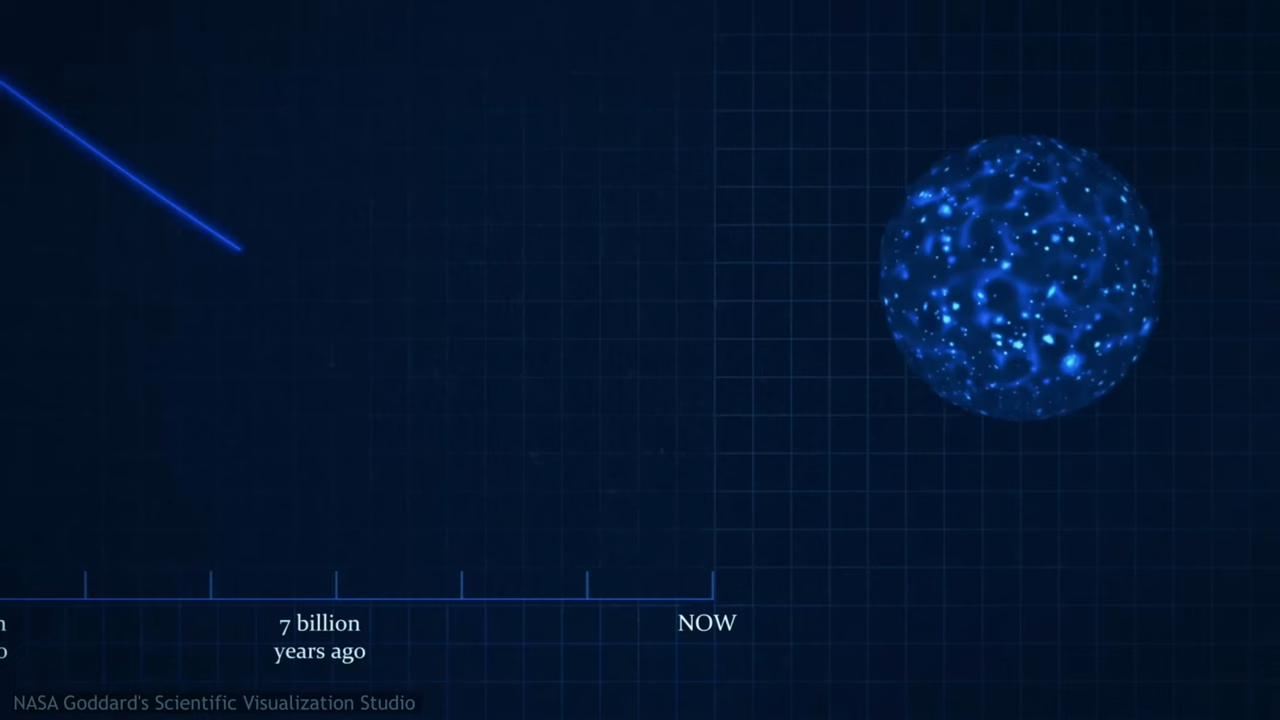 7 billion
years ago
NOW
NASA Goddard's Scientific Visualization Studio